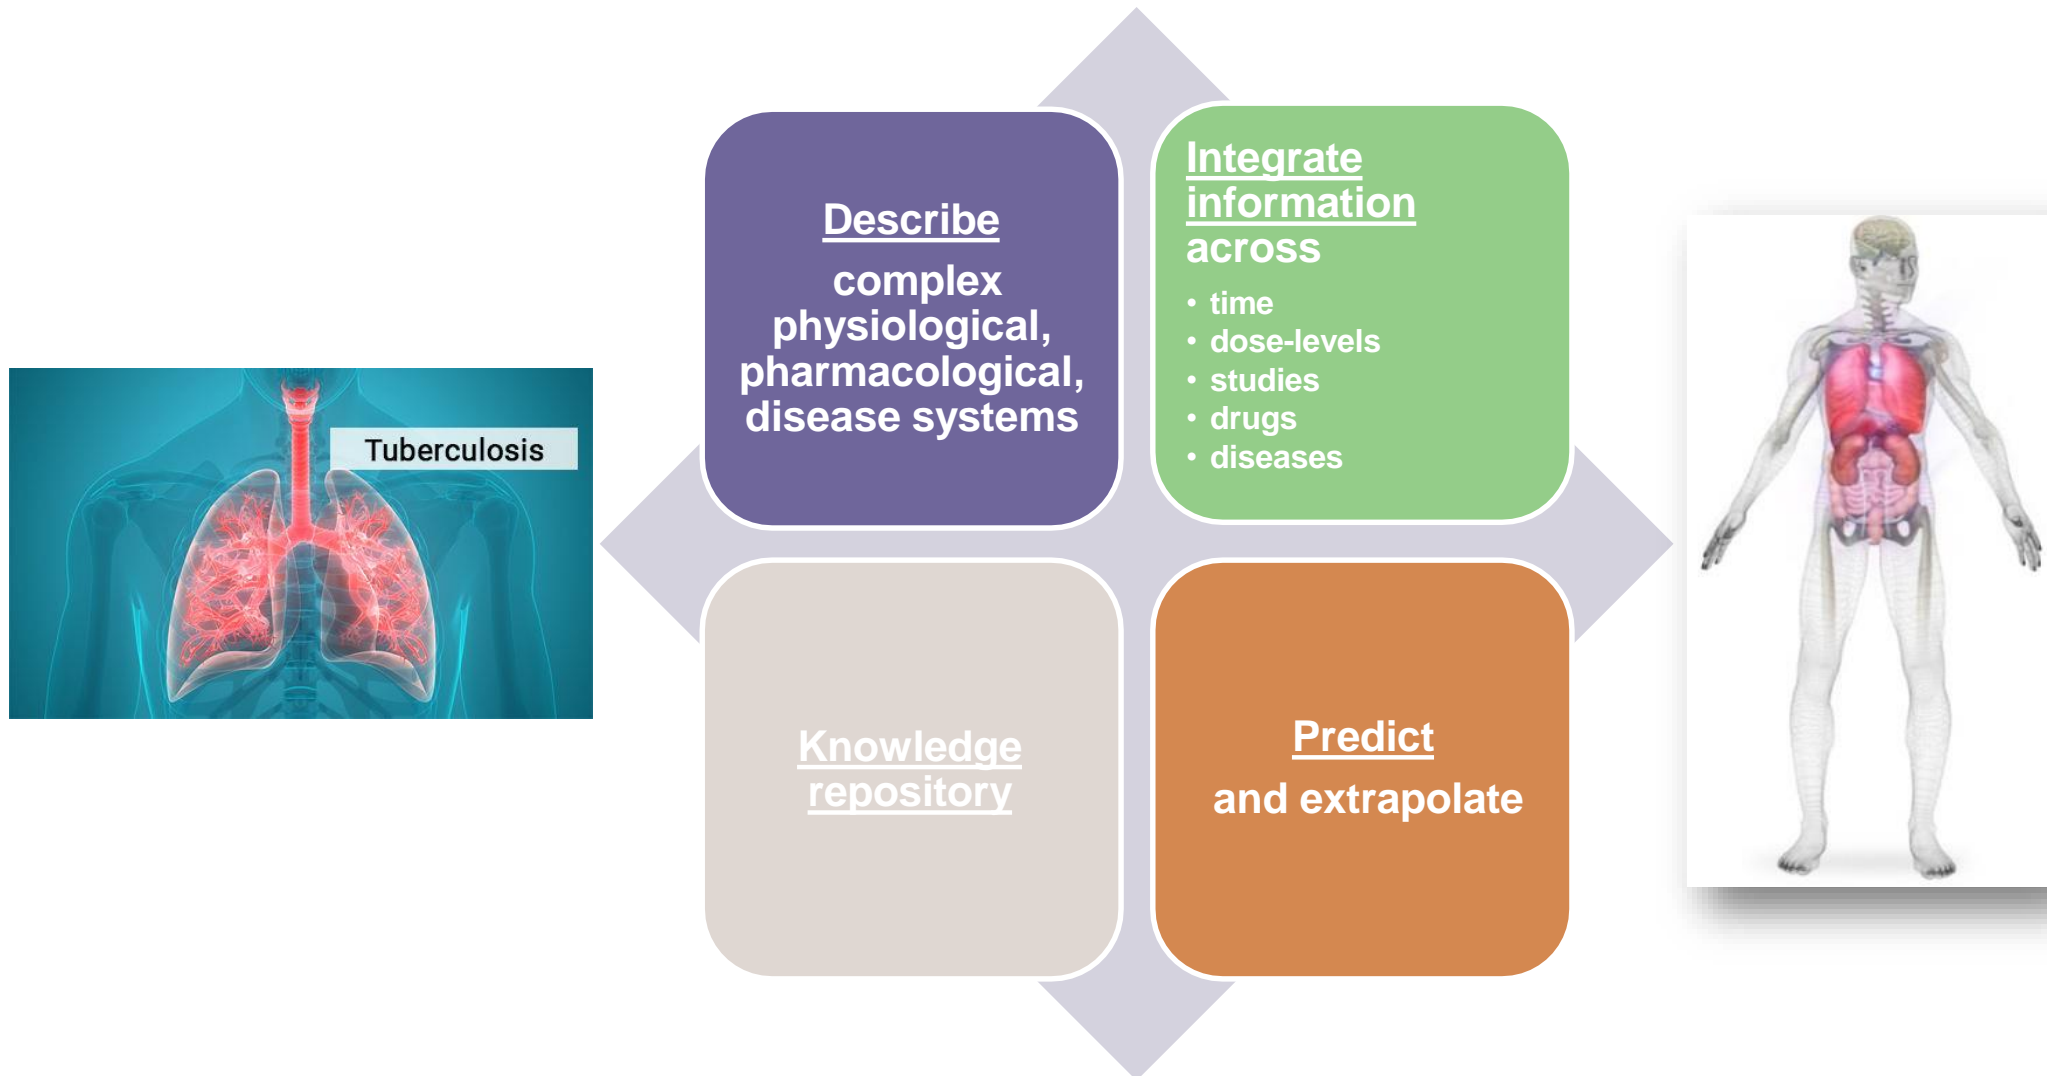 Describe
complex
physiological,
pharmacological,
disease systems
Integrate
information
across
• time
• dose-levels
• studies
• drugs
• diseases
Tuberculosis
Knowledge
repository
Predict
and extrapolate